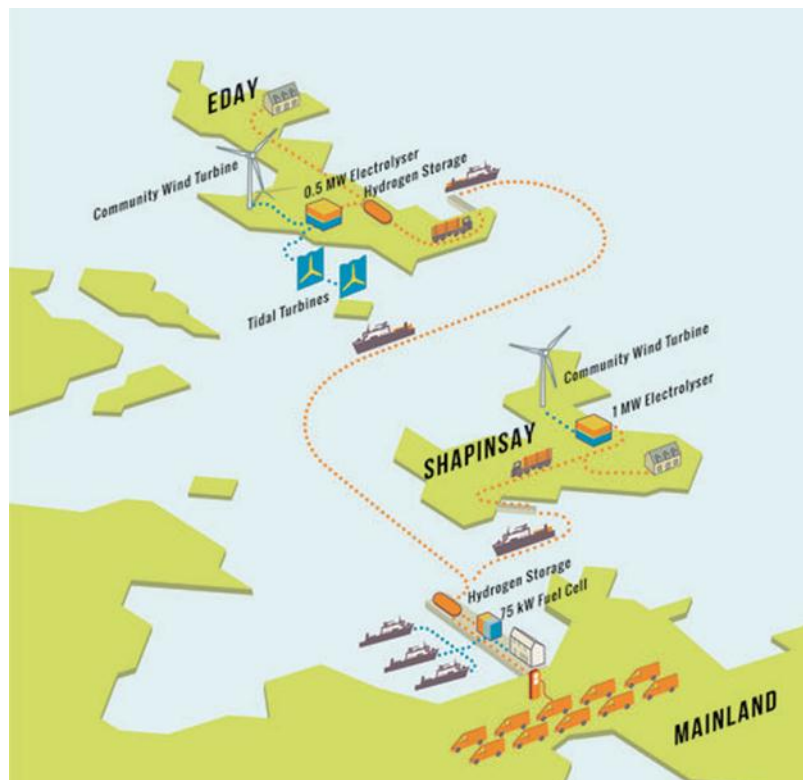 EDAY
Community Wind Turbine
0.5 MW Electrolyser
Hydrogen Storage
Tidal Turbines
Community Wind Turbine
1 MW Electrolyser
SHAPINSAY
Hydrogen Storage
75 kW Fuel Cell
MAINLAND